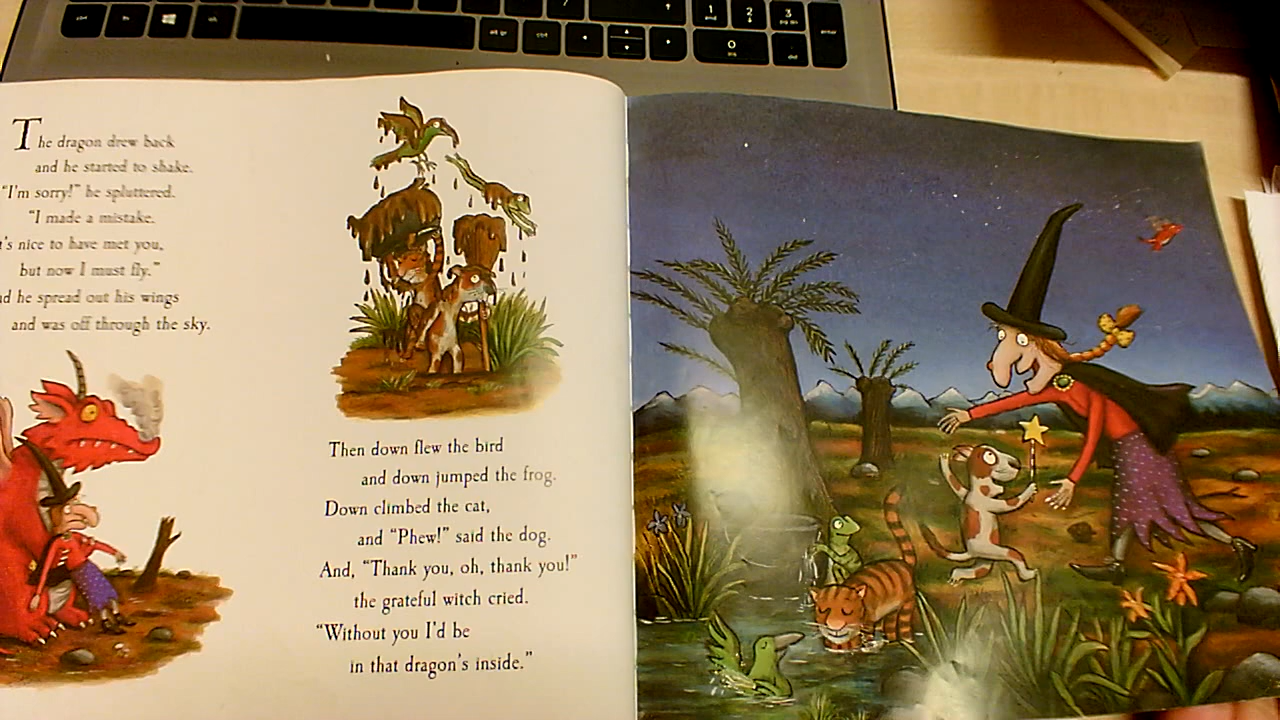 The dragon drew back
and he started to shake.
"I'm sorry!" he spluttered.
"I made a mistake.
's nice to have met you,
but now I must fly."
d he spread out his wings
and was off through the sky.
Then down flew the bird
and down jumped the frog.
Down climbed the cat,
and "Phew!" said the dog.
And, "Thank you, oh, thank you!"
the grateful witch cried.
"Without you I'd be
in that dragon's inside."